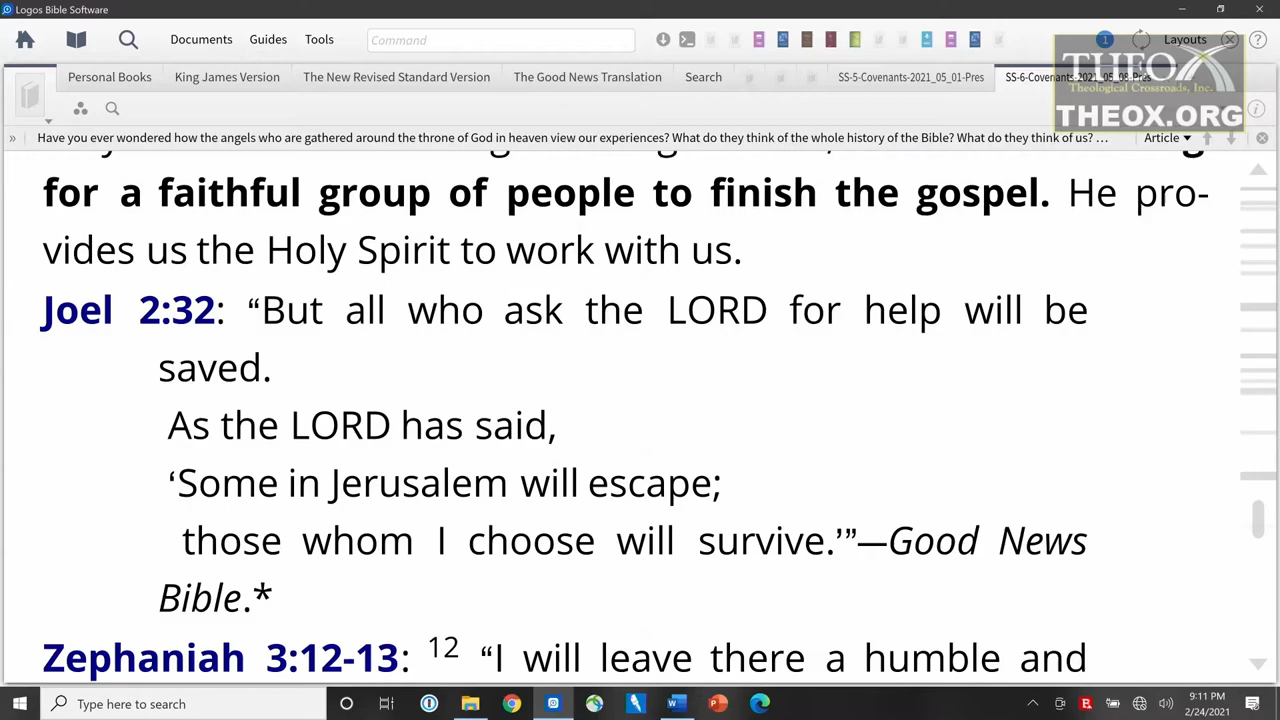 Logos Bible Software
Documents Guides Tools Command 1 Layouts
THEOX
Theological Crossroads, Inc.
THEOX.ORG
Personal Books King James Version The New Revised Standard Version The Good News Translation Search SS-5-Covenants-2021_05_01-Pres
Have you ever wondered how the angels who are gathered around the throne of God in heaven view our experiences? What do they think of the whole history of the Bible? What do they think of us? ... Article
for a faithful group of people to finish the gospel. He pro-
vides us the Holy Spirit to work with us.
Joel 2:32: “But all who ask the LORD for help will be
saved.
As the LORD has said,
‘Some in Jerusalem will escape;
those whom I choose will survive.’”—Good News
Bible.*
Zephaniah 3:12-13: 12 “I will leave there a humble and
Type here to search
9:11 PM
2/24/2021